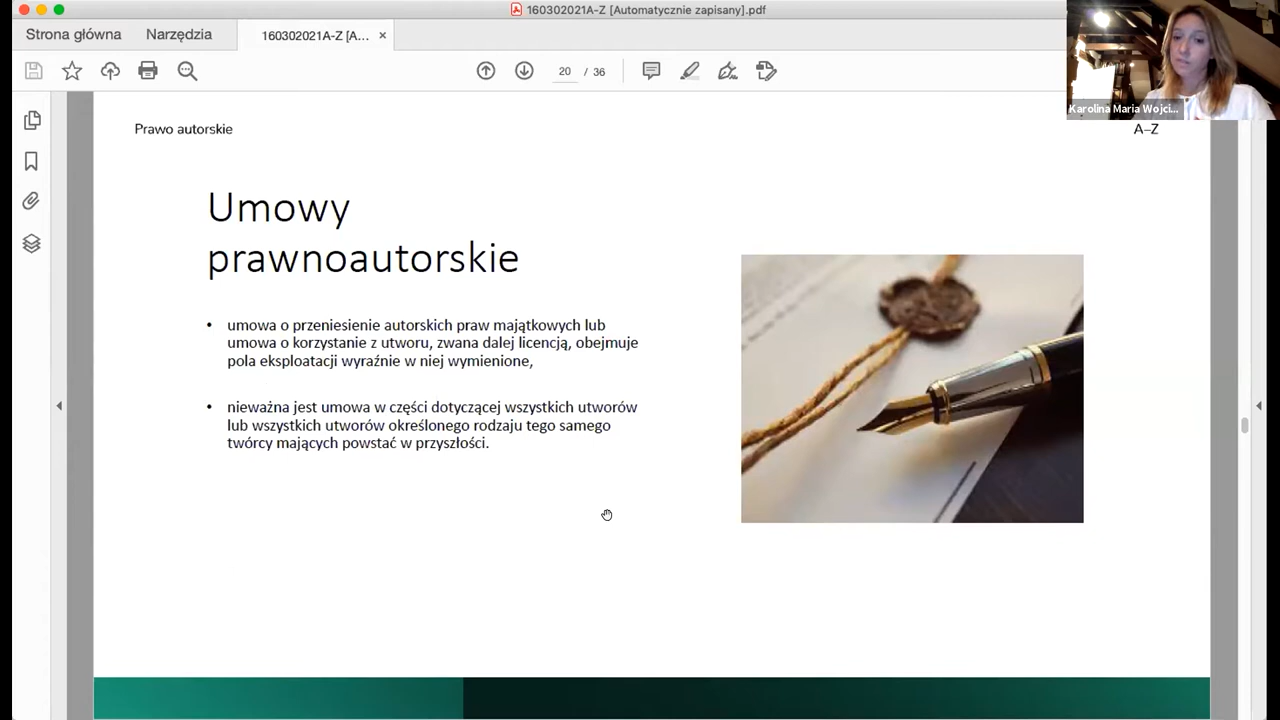 160302021A-Z [Automatycznie zapisany].pdf
Strona główna
Narzędzia
160302021A-Z [A...
20 / 36
Karolina Maria Wojci...
Prawo autorskie
A–Z
Umowy
prawnoautorskie
• umowa o przeniesienie autorskich praw majątkowych lub
umowa o korzystanie z utworu, zwana dalej licencją, obejmuje
pola eksploatacji wyraźnie w niej wymienione,
• nieważna jest umowa w części dotyczącej wszystkich utworów
lub wszystkich utworów określonego rodzaju tego samego
twórcy mających powstać w przyszłości.